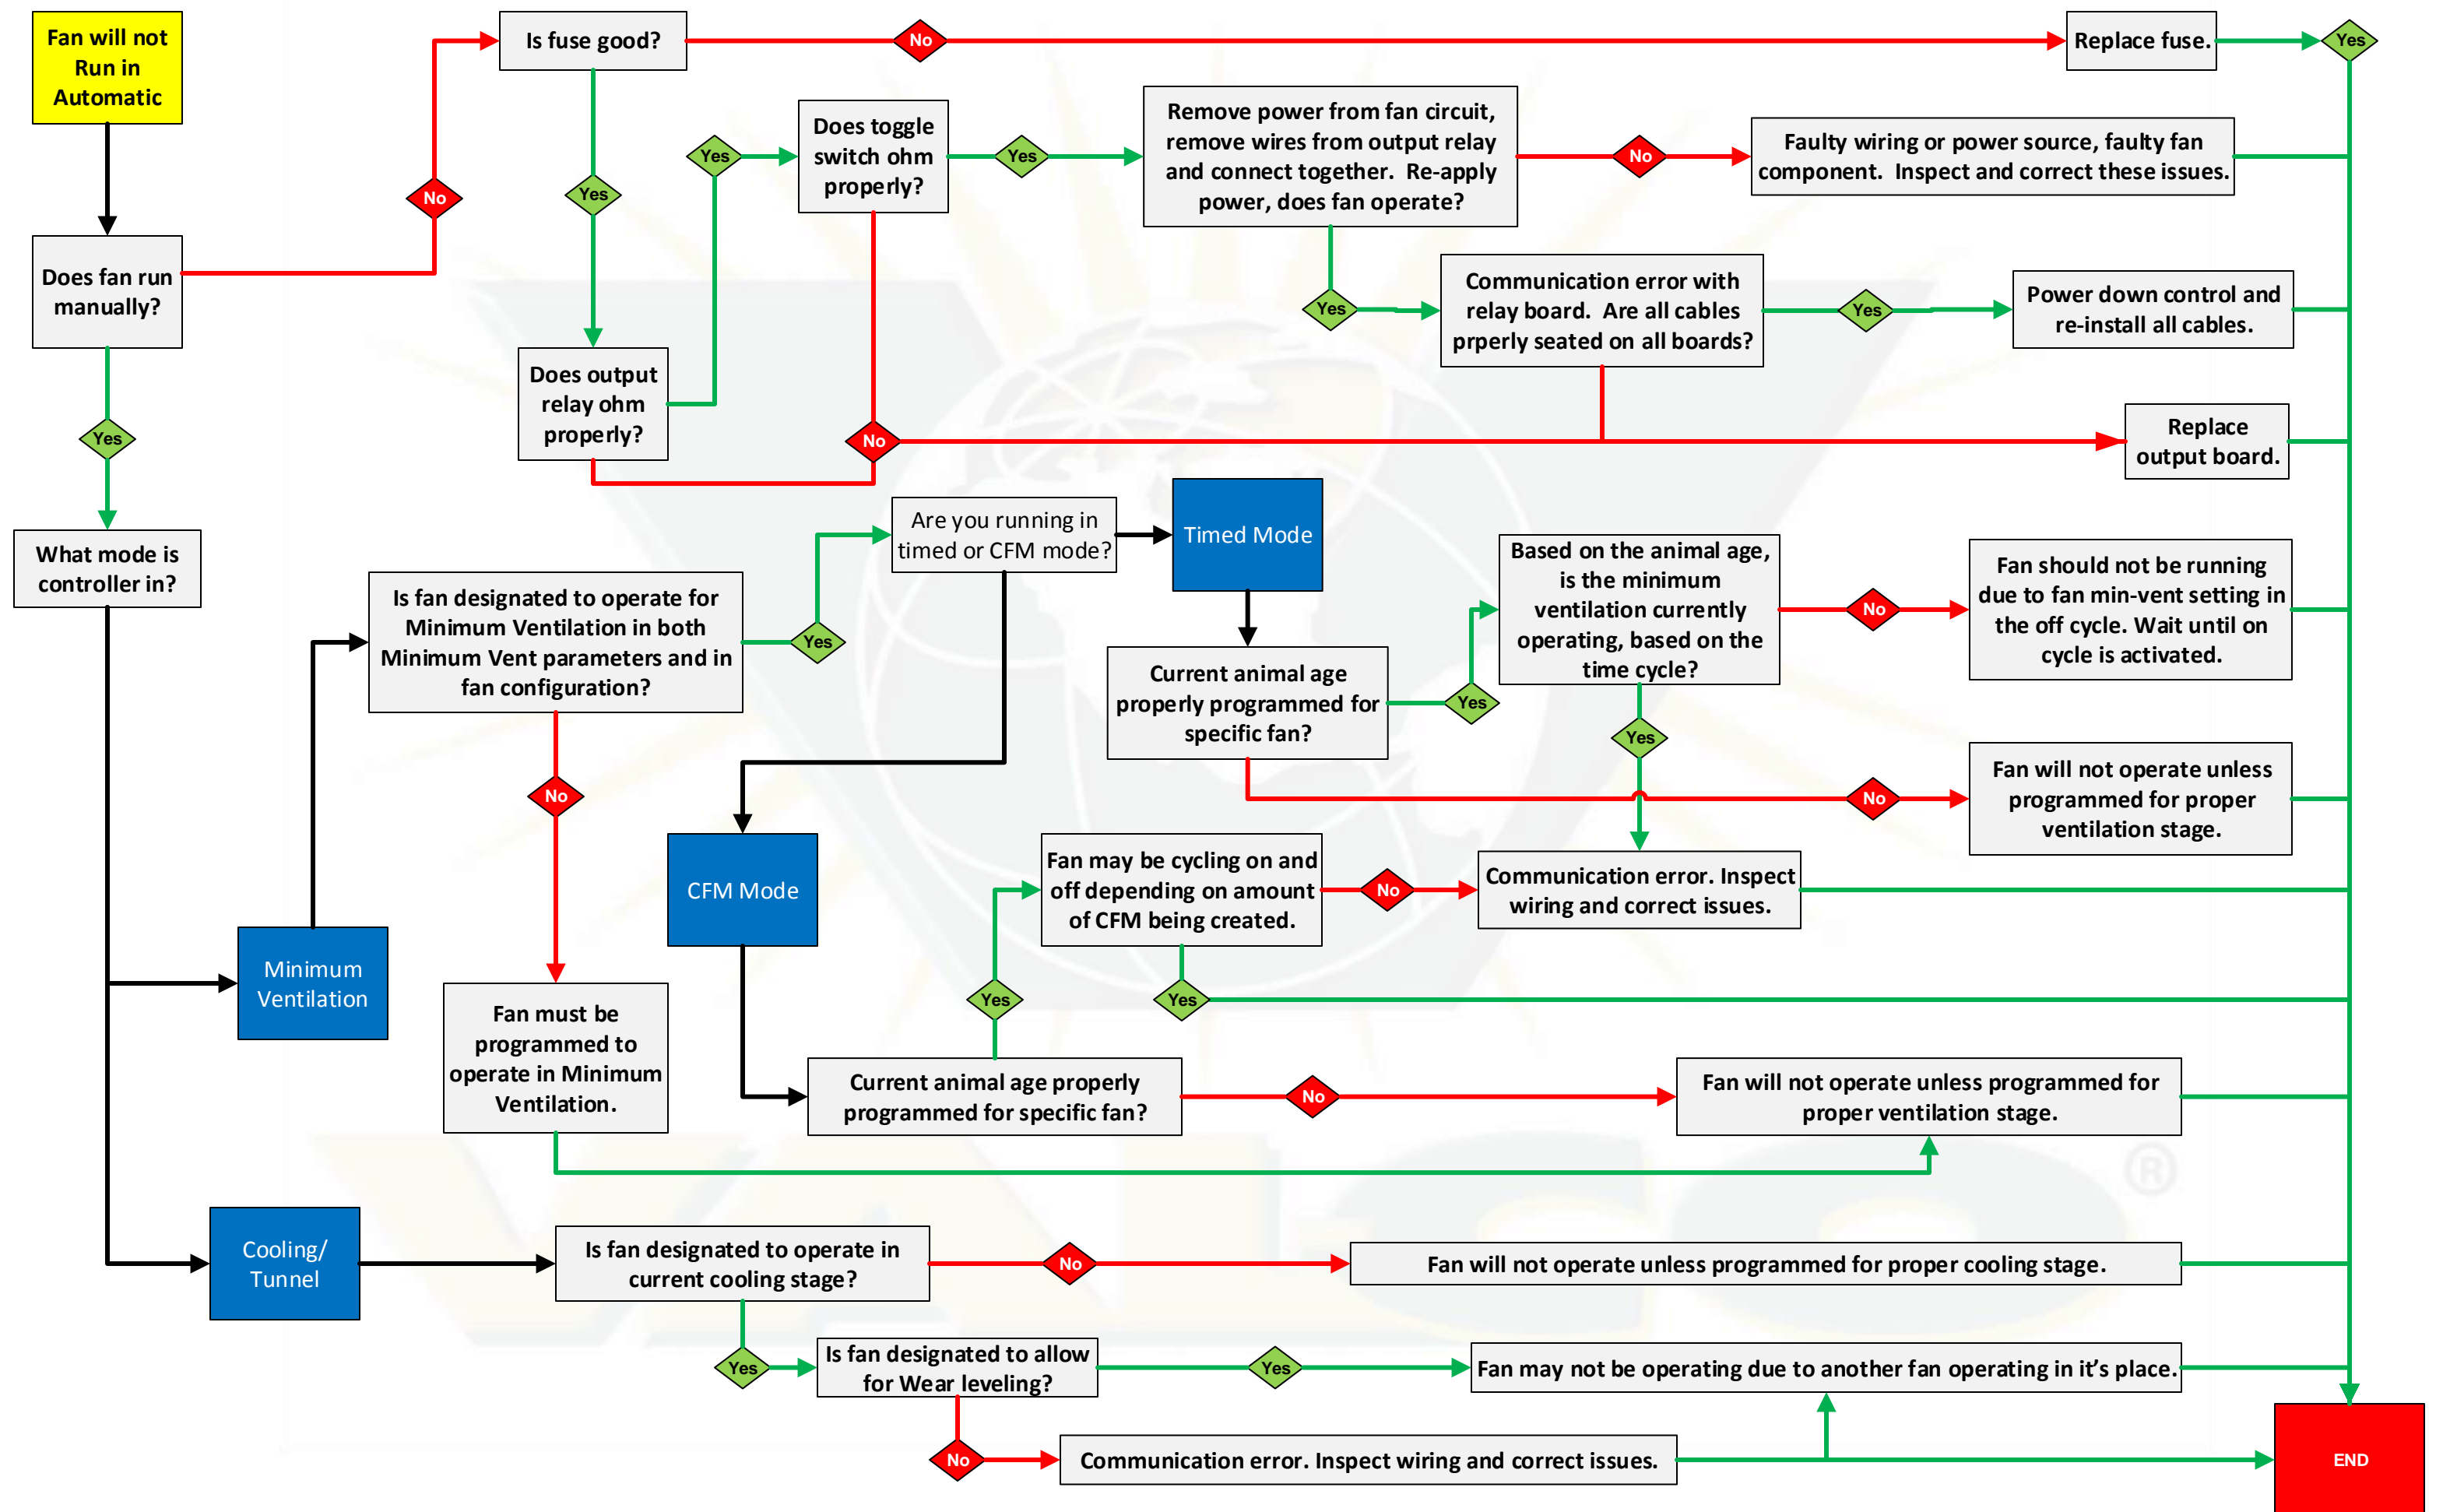 Fan will not
Run in
Automatic
Is fuse good?
No
Replace fuse.
Yes
Does toggle
switch ohm
properly?
Yes
Yes
Remove power from fan circuit,
remove wires from output relay
and connect together.  Re-apply
power, does fan operate?
No
Faulty wiring or power source, faulty fan
component.  Inspect and correct these issues.
No
Yes
Does fan run
manually?
Yes
Communication error with
relay board.  Are all cables
prperly seated on all boards?
Yes
Power down control and
re-install all cables.
Does output
relay ohm
properly?
No
Replace
output board.
Yes
What mode is
controller in?
Are you running in
timed or CFM mode?
Timed Mode
Is fan designated to operate for
Minimum Ventilation in both
Minimum Vent parameters and in
fan configuration?
Yes
Based on the animal age,
is the minimum
ventilation currently
operating, based on the
time cycle?
No
Fan should not be running
due to fan min-vent setting in
the off cycle. Wait until on
cycle is activated.
Current animal age
properly programmed for
specific fan?
Yes
Yes
No
No
Fan will not operate unless
programmed for proper
ventilation stage.
CFM Mode
Fan may be cycling on and
off depending on amount
of CFM being created.
No
Communication error. Inspect
wiring and correct issues.
Minimum
Ventilation
Yes
Yes
Fan must be
programmed to
operate in Minimum
Ventilation.
Current animal age properly
programmed for specific fan?
No
Fan will not operate unless programmed for
proper ventilation stage.
VAL-CO
®
Cooling/
Tunnel
Is fan designated to operate in
current cooling stage?
No
Fan will not operate unless programmed for proper cooling stage.
Yes
Is fan designated to allow
for Wear leveling?
Yes
Fan may not be operating due to another fan operating in it’s place.
No
Communication error. Inspect wiring and correct issues.
END